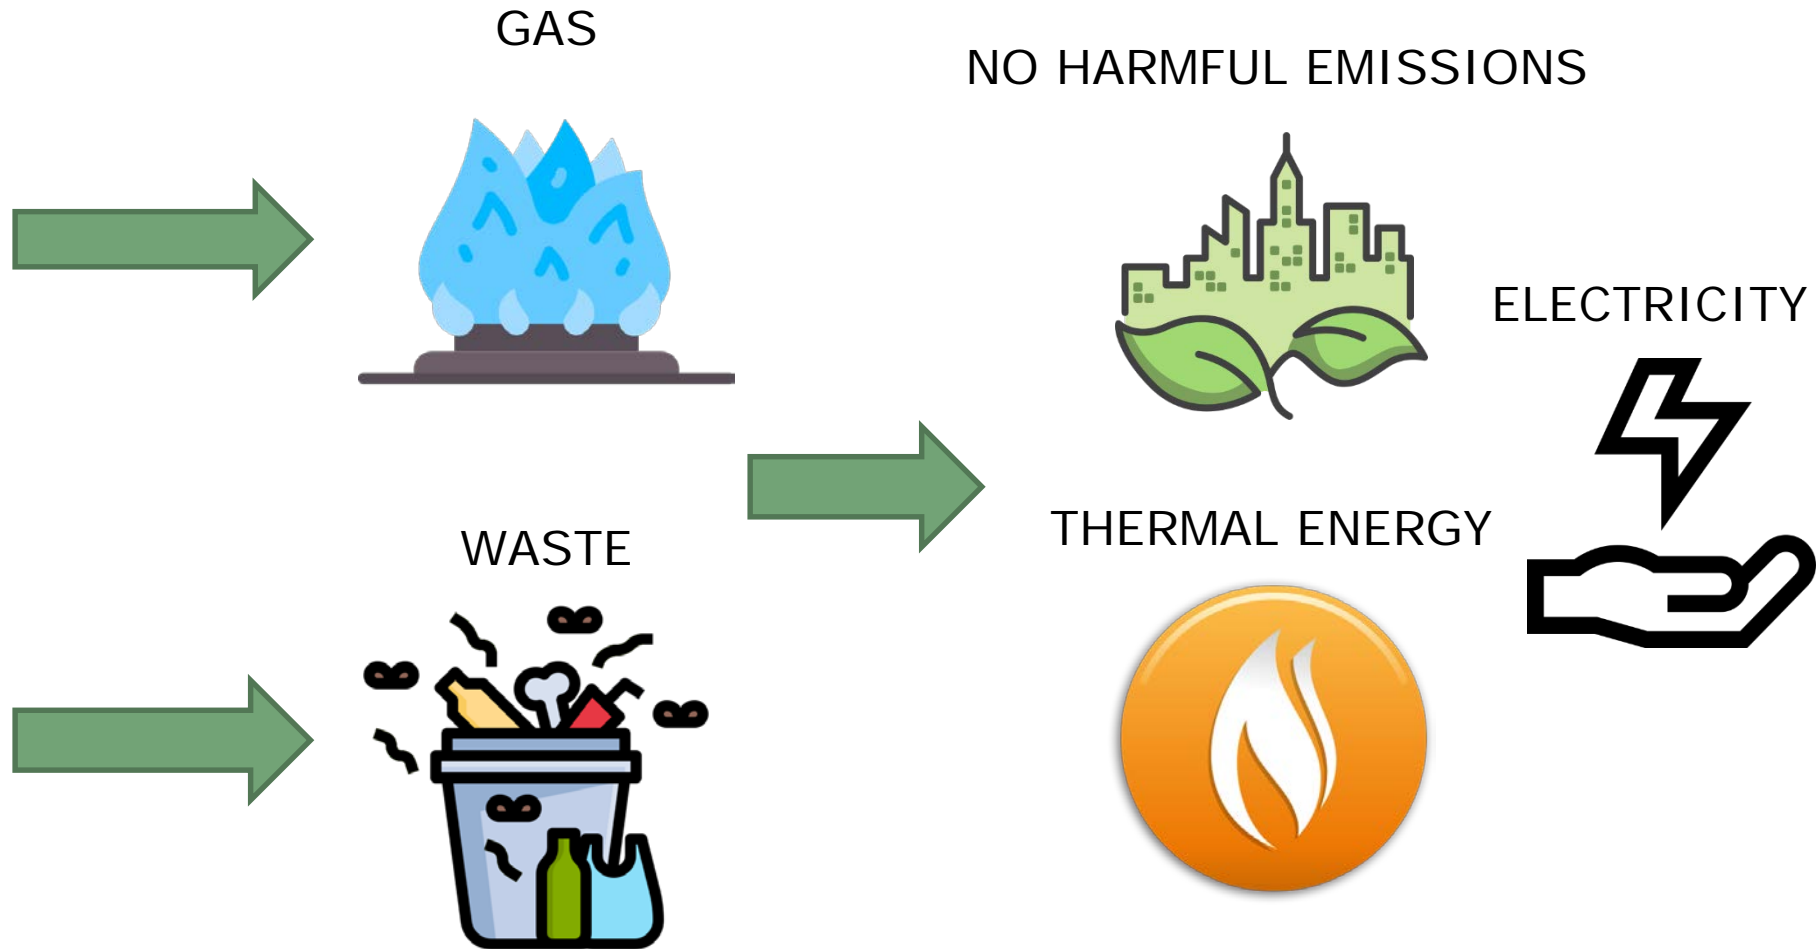 GAS
NO HARMFUL EMISSIONS
ELECTRICITY
THERMAL ENERGY
WASTE